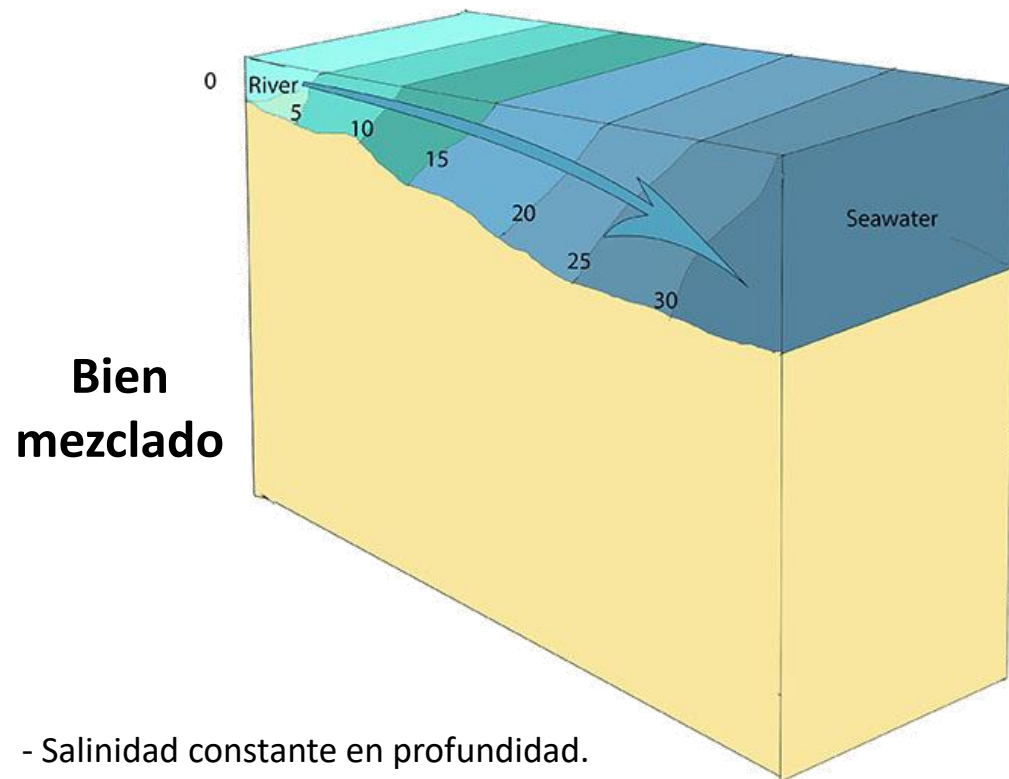 0
River
5
10
15
20
25
30
Seawater
Bien
mezclado
- Salinidad constante en profundidad.